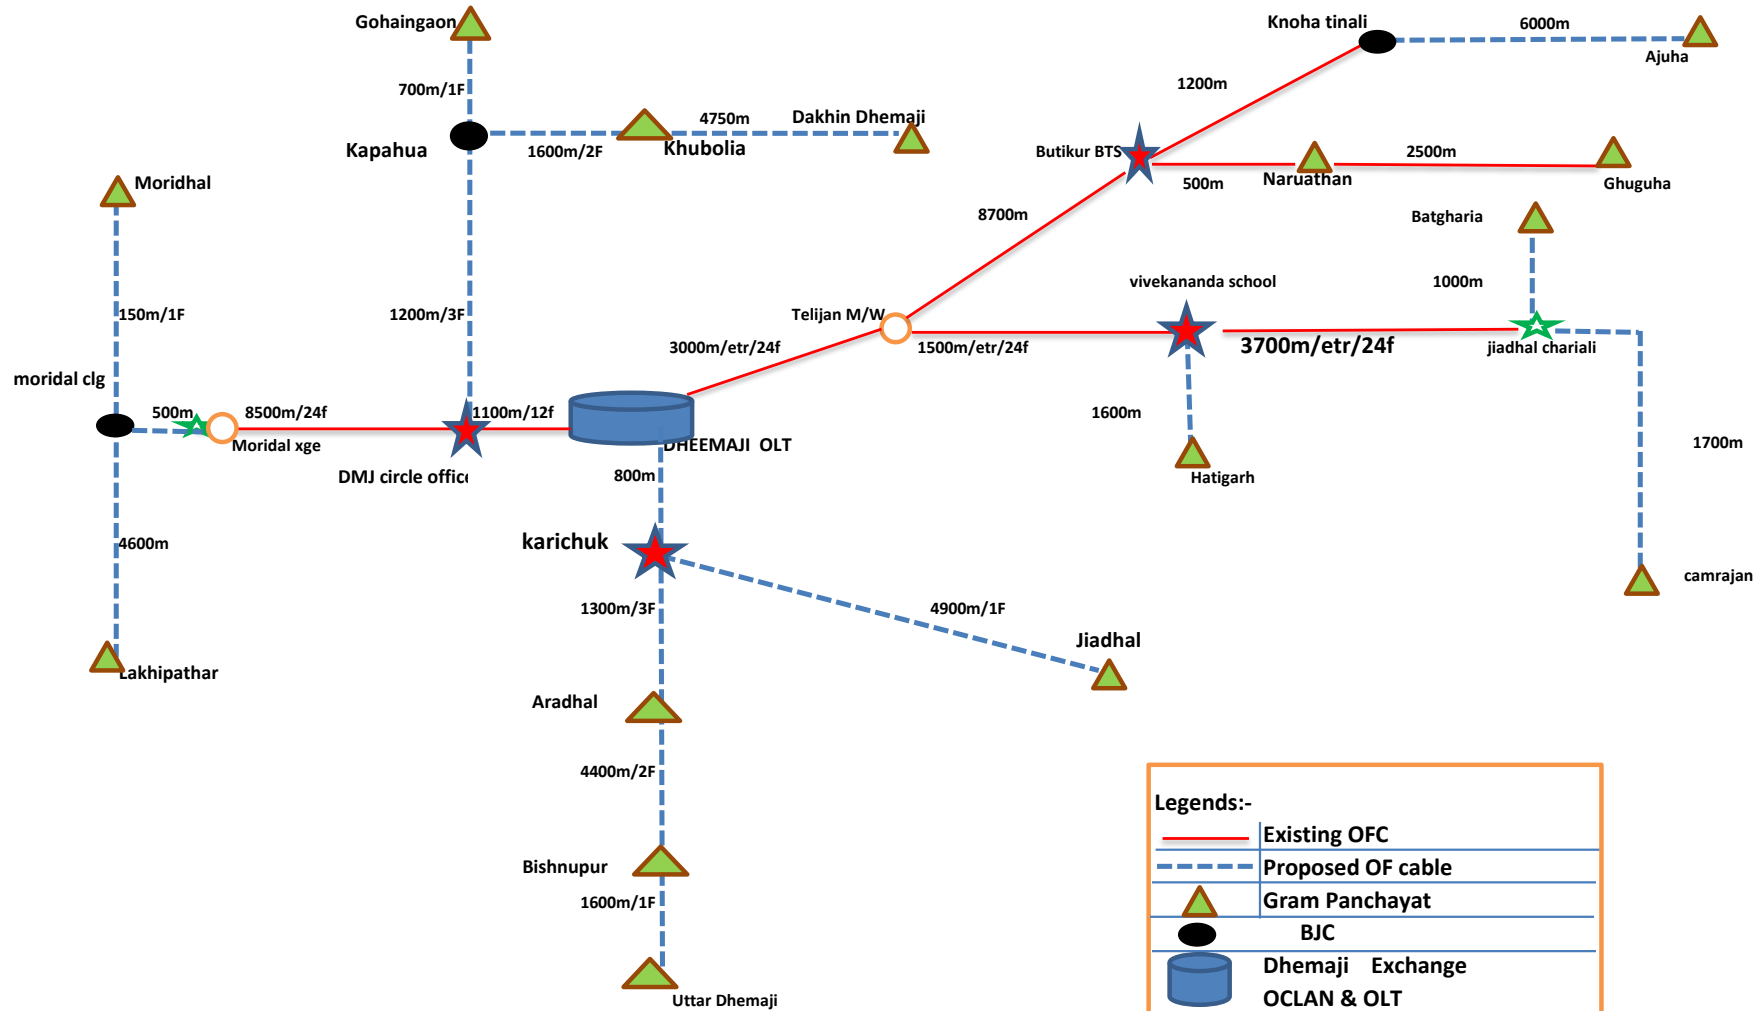 Gohaingaon
Knoha tinali
6000m
Ajuha
700m/1F
1200m
4750m
Dakhin Dhemaji
Kapahua
1600m/2F
Khubolia
Butikur BTS
2500m
500m
Naruathan
Ghuguha
Moridhal
8700m
Batgharia
vivekananda school
1000m
150m/1F
1200m/3F
Telijan M/W
3000m/etr/24f
1500m/etr/24f
3700m/etr/24f
jiadhal chariali
moridal clg
500m
8500m/24f
1100m/12f
1600m
Moridal xge
DHEEMAJI OLT
1700m
DMJ circle office
800m
Hatigarh
4600m
karichuk
camrajan
1300m/3F
4900m/1F
Jiadhal
Lakhipathar
Aradhal
4400m/2F
Bishnupur
1600m/1F
Uttar Dhemaji
Legends:-
Existing OFC
Proposed OF cable
Gram Panchayat
BJC
Dhemaji Exchange
OCLAN & OLT